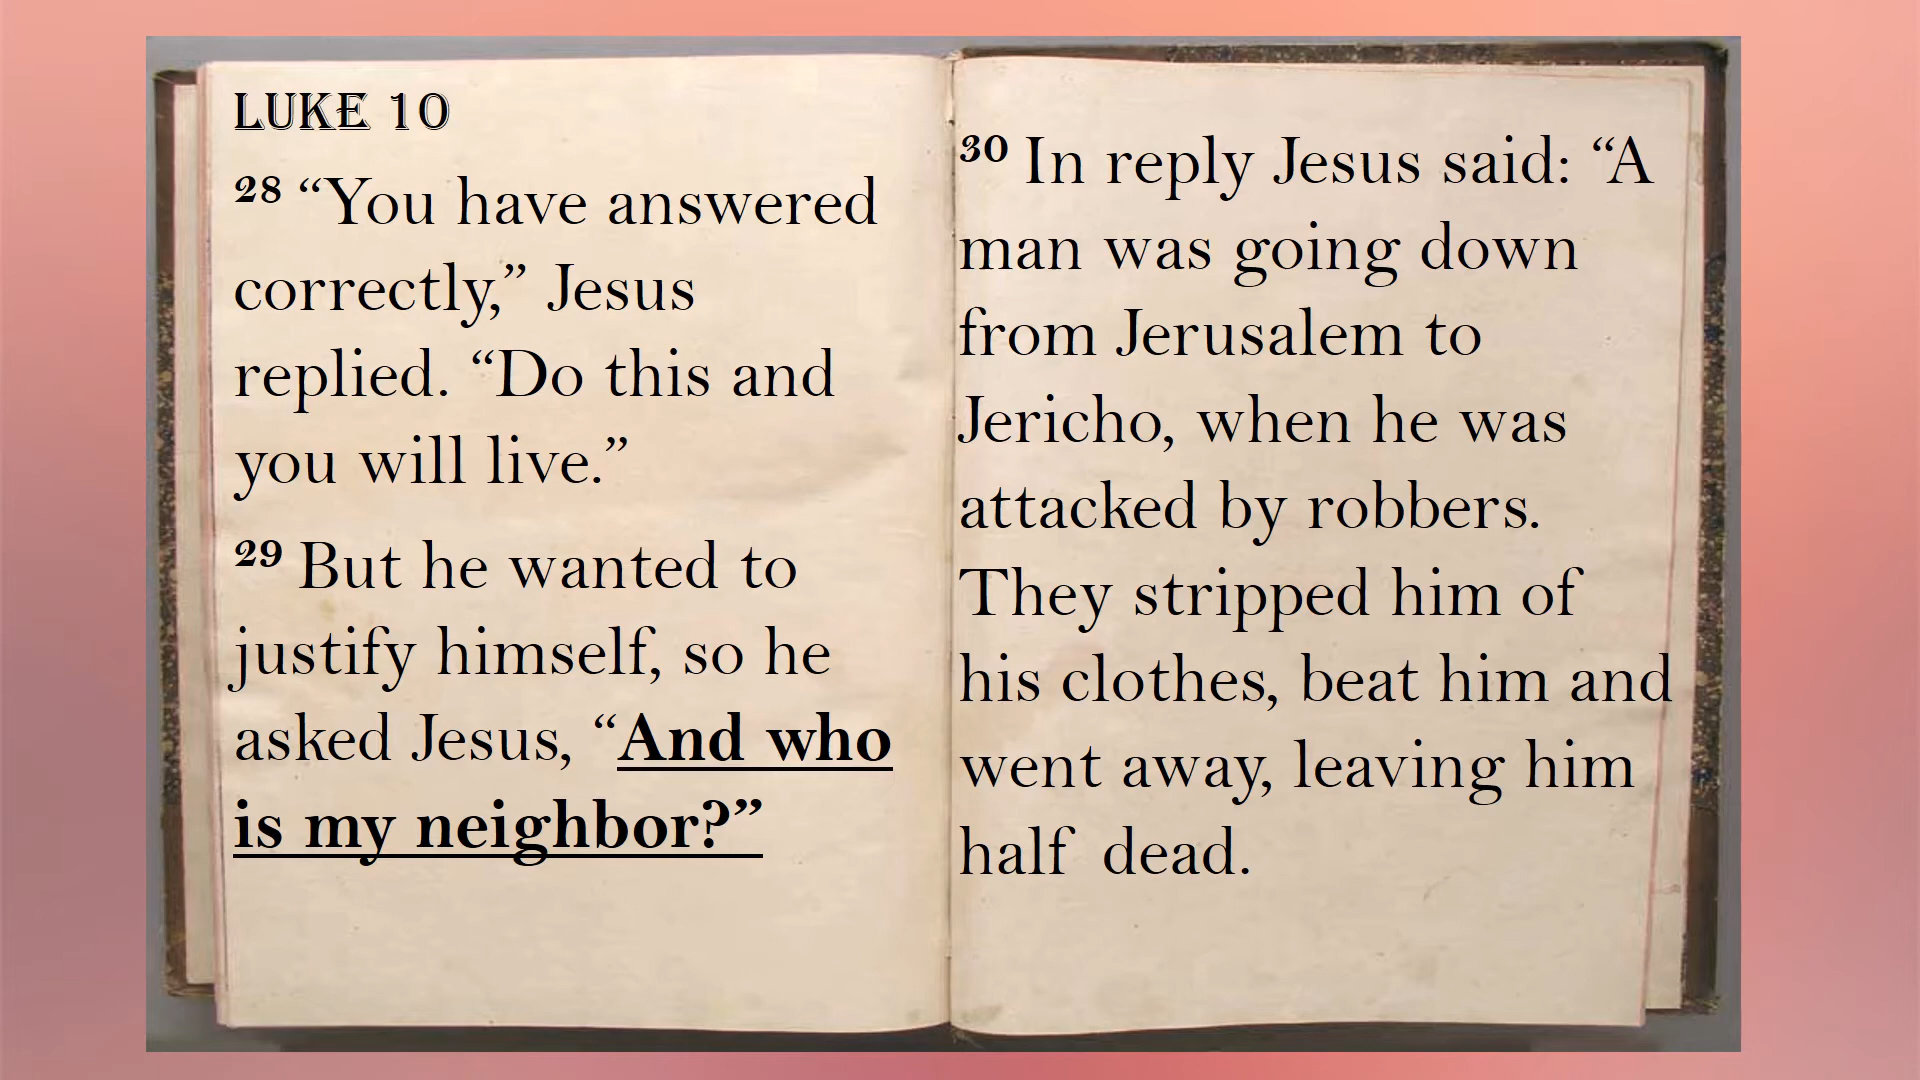 LUKE 10
28 “You have answered
correctly,” Jesus
replied. “Do this and
you will live.”
29 But he wanted to
justify himself, so he
asked Jesus, “And who
is my neighbor?”
30 In reply Jesus said: “A
man was going down
from Jerusalem to
Jericho, when he was
attacked by robbers.
They stripped him of
his clothes, beat him and
went away, leaving him
half  dead.